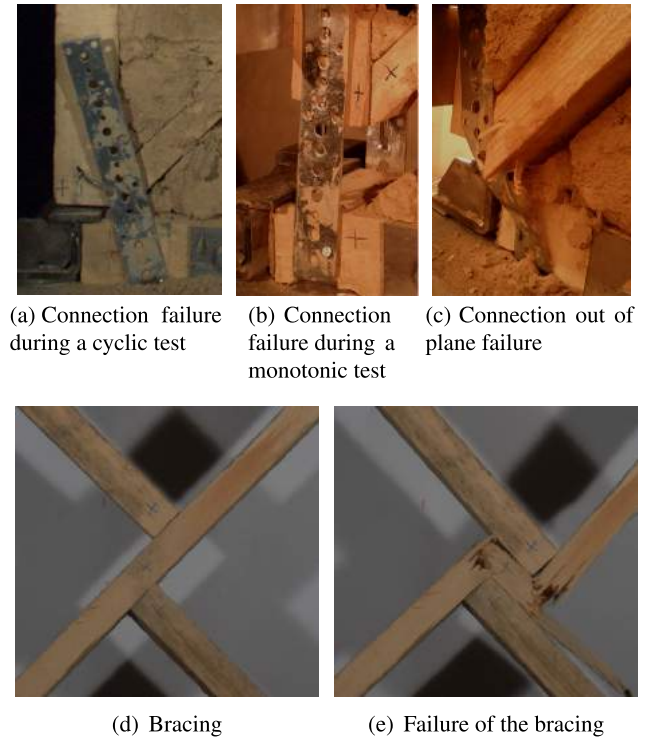 (a) Connection failure
during a cyclic test
(b) Connection
failure during a
monotonic test
(c) Connection out of
plane failure
(d) Bracing
(e) Failure of the bracing